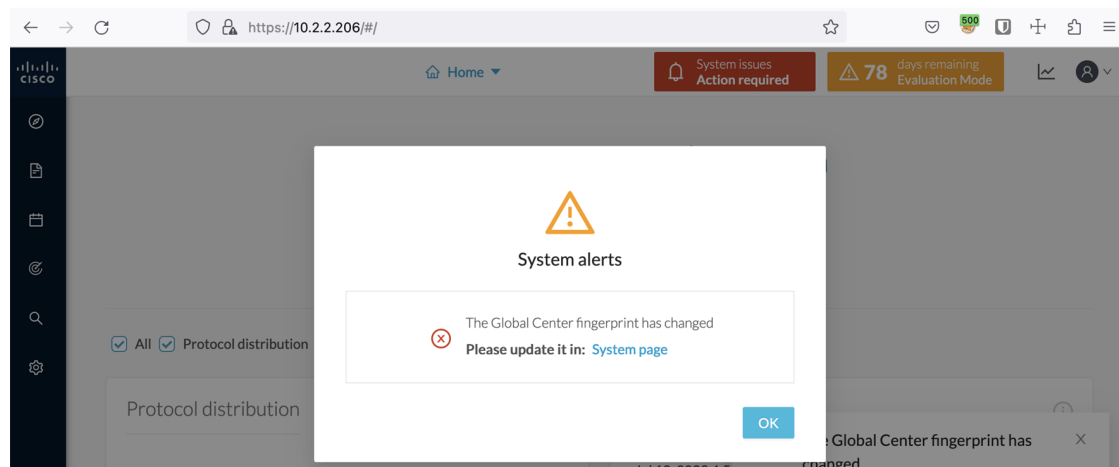 https://10.2.2.206/#/
500
CISCO
Home
System issues
Action required
78
days remaining
Evaluation Mode
System alerts
The Global Center fingerprint has changed
Please update it in: System page
All
Protocol distribution
Protocol distribution
OK
Global Center fingerprint has
changed